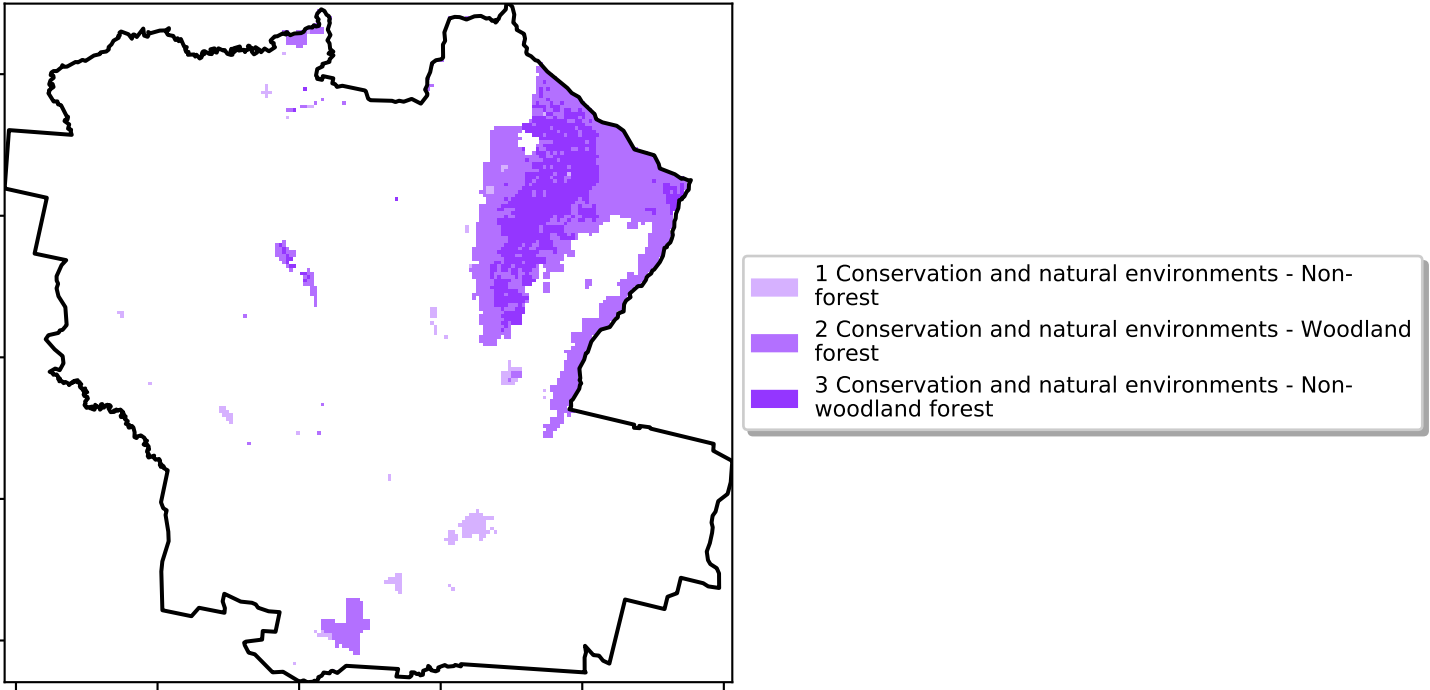 1 Conservation and natural environments - Non-
forest
2 Conservation and natural environments - Woodland
forest
3 Conservation and natural environments - Non-
woodland forest